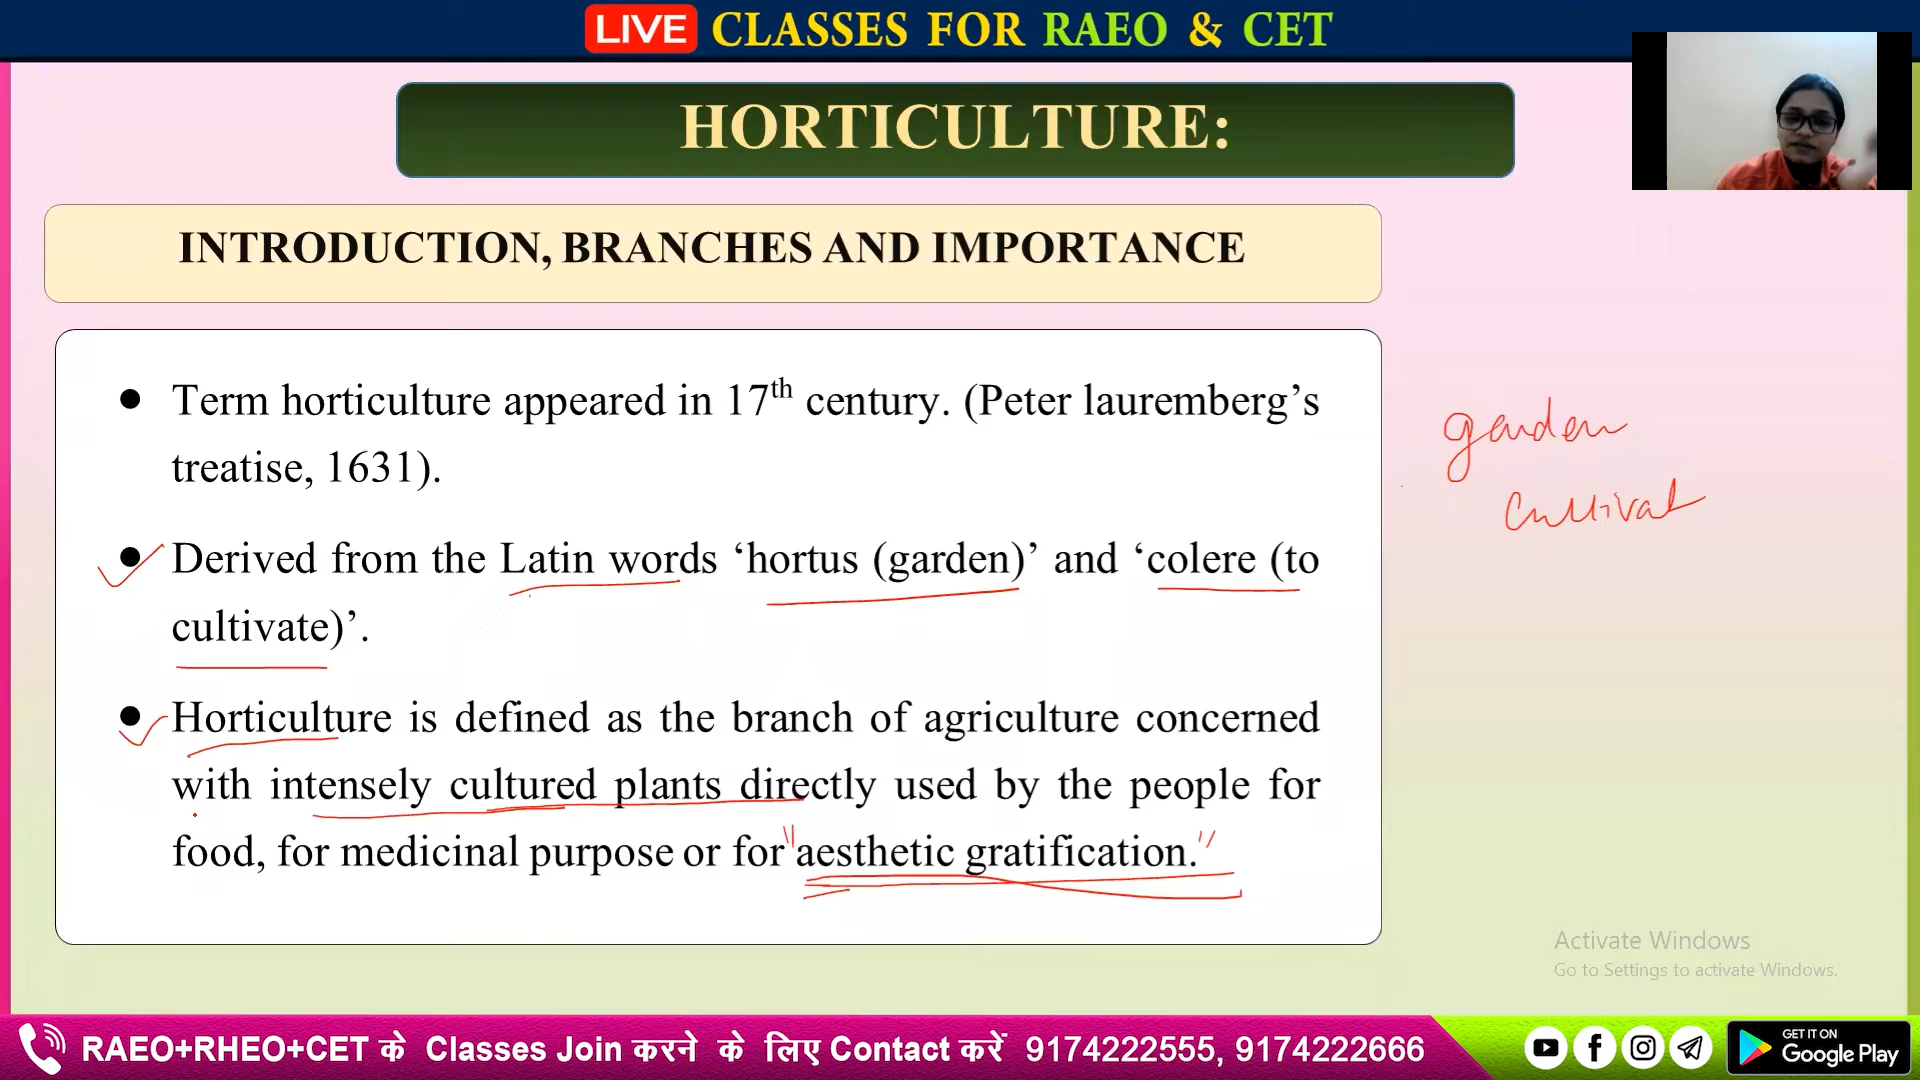 LIVE CLASSES FOR RAEO & CET
HORTICULTURE:
INTRODUCTION, BRANCHES AND IMPORTANCE
● Term horticulture appeared in 17th century. (Peter lauremberg’s
treatise, 1631).
● Derived from the Latin words ‘hortus (garden)’ and ‘colere (to
cultivate)’.
● Horticulture is defined as the branch of agriculture concerned
with intensely cultured plants directly used by the people for
food, for medicinal purpose or for "aesthetic gratification."
garden
cultivat
Activate Windows
Go to Settings to activate Windows.
RAEO+RHEO+CET के Classes Join करने के लिए Contact करें 9174222555, 9174222666
GET IT ON
Google Play